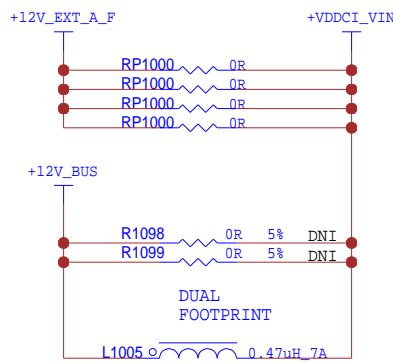 +12V_EXT_A_F +VDDCI_VIN
RP1000 0R
RP1000 0R
RP1000 0R
RP1000 0R
+12V_BUS
R1098 0R 5% DNI
R1099 0R 5% DNI
DUAL
FOOTPRINT
L1005 0.47uH_7A